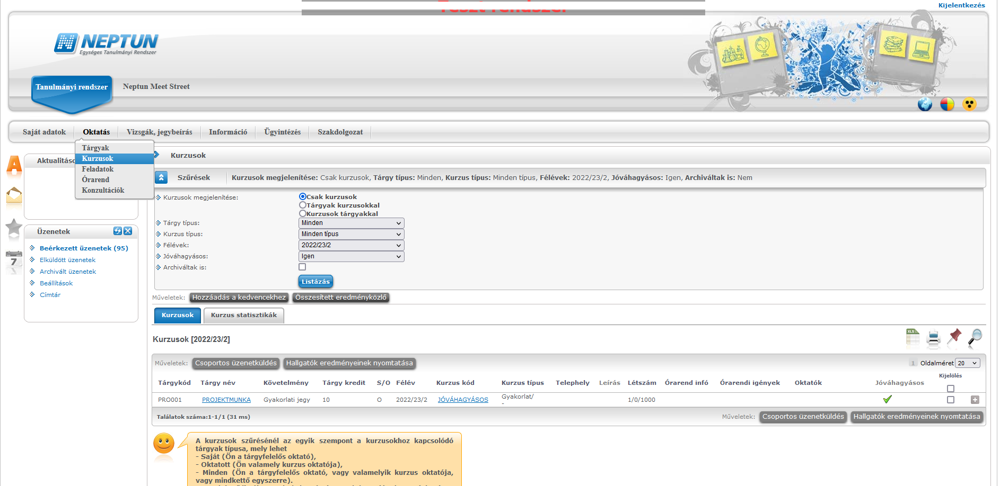 Teszt rendszer
Kijelentkezés
NEPTUN
Egységes Tanulmányi Rendszer
Tanulmányi rendszer
Neptun Meet Street
Saját adatok
Oktatás
Vizsgák, jegybeírás
Információ
Ügyintézés
Szakdolgozat
Tárgyak
Kurzusok
Feladatok
Órarend
Konzultációk
Üzenetek
Beérkezett üzenetek (95)
Elküldött üzenetek
Archivált üzenetek
Beállítások
Címtár
7
Kurzusok
Szűrések
Kurzusok megjelenítése: Csak kurzusok, Tárgy típus: Minden, Kurzus típus: Minden típus, Félévek: 2022/23/2, Jóváhagyásos: Igen, Archiváltak is: Nem
Kurzusok megjelenítése:
Csak kurzusok
Tárgyak kurzusokkal
Kurzusok tárgyakkal
Tárgy típus: Minden
Kurzus típus: Minden típus
Félévek: 2022/23/2
Jóváhagyásos: Igen
Archiváltak is:
Listázás
Műveletek: Hozzáadás a kedvencekhez Összesített eredményközlő
Kurzusok Kurzus statisztikák
Kurzusok [2022/23/2]
XLS
Műveletek: Csoportos üzenetküldés Hallgatók eredményeinek nyomtatása
1 Oldalméret 20
Tárgykód Tárgy név Követelmény Tárgy kredit S/O Félév Kurzus kód Kurzus típus Telephely Leírás Létszám Órarend infó Órarendi igények Oktatók Jóváhagyásos Kijelölés
PRO001 PROJEKTMUNKA Gyakorlati jegy 10 O 2022/23/2 JÓVÁHAGYÁSOS Gyakorlat/ 1/0/1000
-
Találatok száma:1-1/1 (31 ms)
Műveletek: Csoportos üzenetküldés Hallgatók eredményeinek nyomtatása
A kurzusok szűrésénél az egyik szempont a kurzusokhoz kapcsolódó
tárgyak típusa, mely lehet
- Saját (Ön a tárgyfelelős oktató),
- Oktatott (Ön valamely kurzus oktatója),
- Minden (Ön a tárgyfelelős oktató, vagy valamelyik kurzus oktatója,
vagy mindkettő egyszerre).